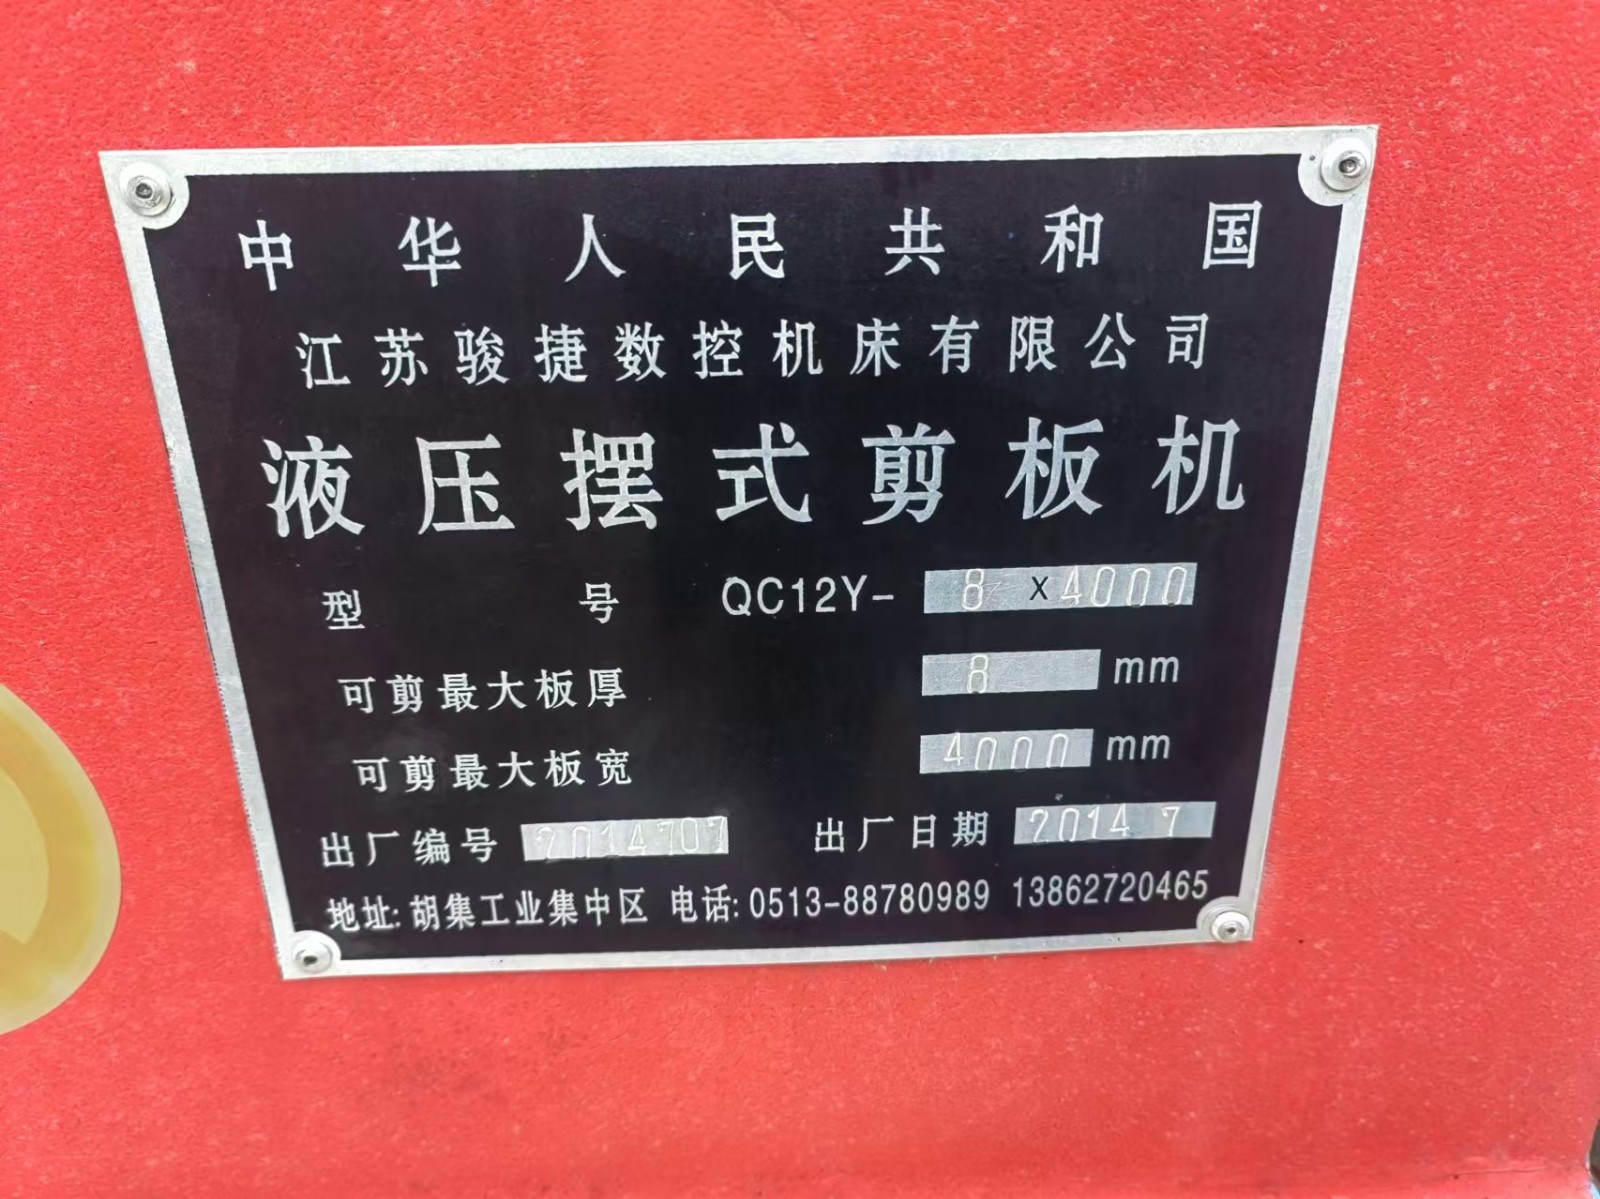 中华人民共和国
江苏骏捷数控机床有限公司
液压摆式剪板机
型号 QC12Y- 8 x 4000
可剪最大板厚 8 mm
可剪最大板宽 4000 mm
出厂编号 2014707 出厂日期 2014 7
地址: 胡集工业集中区 电话: 0513-88780989 13862720465